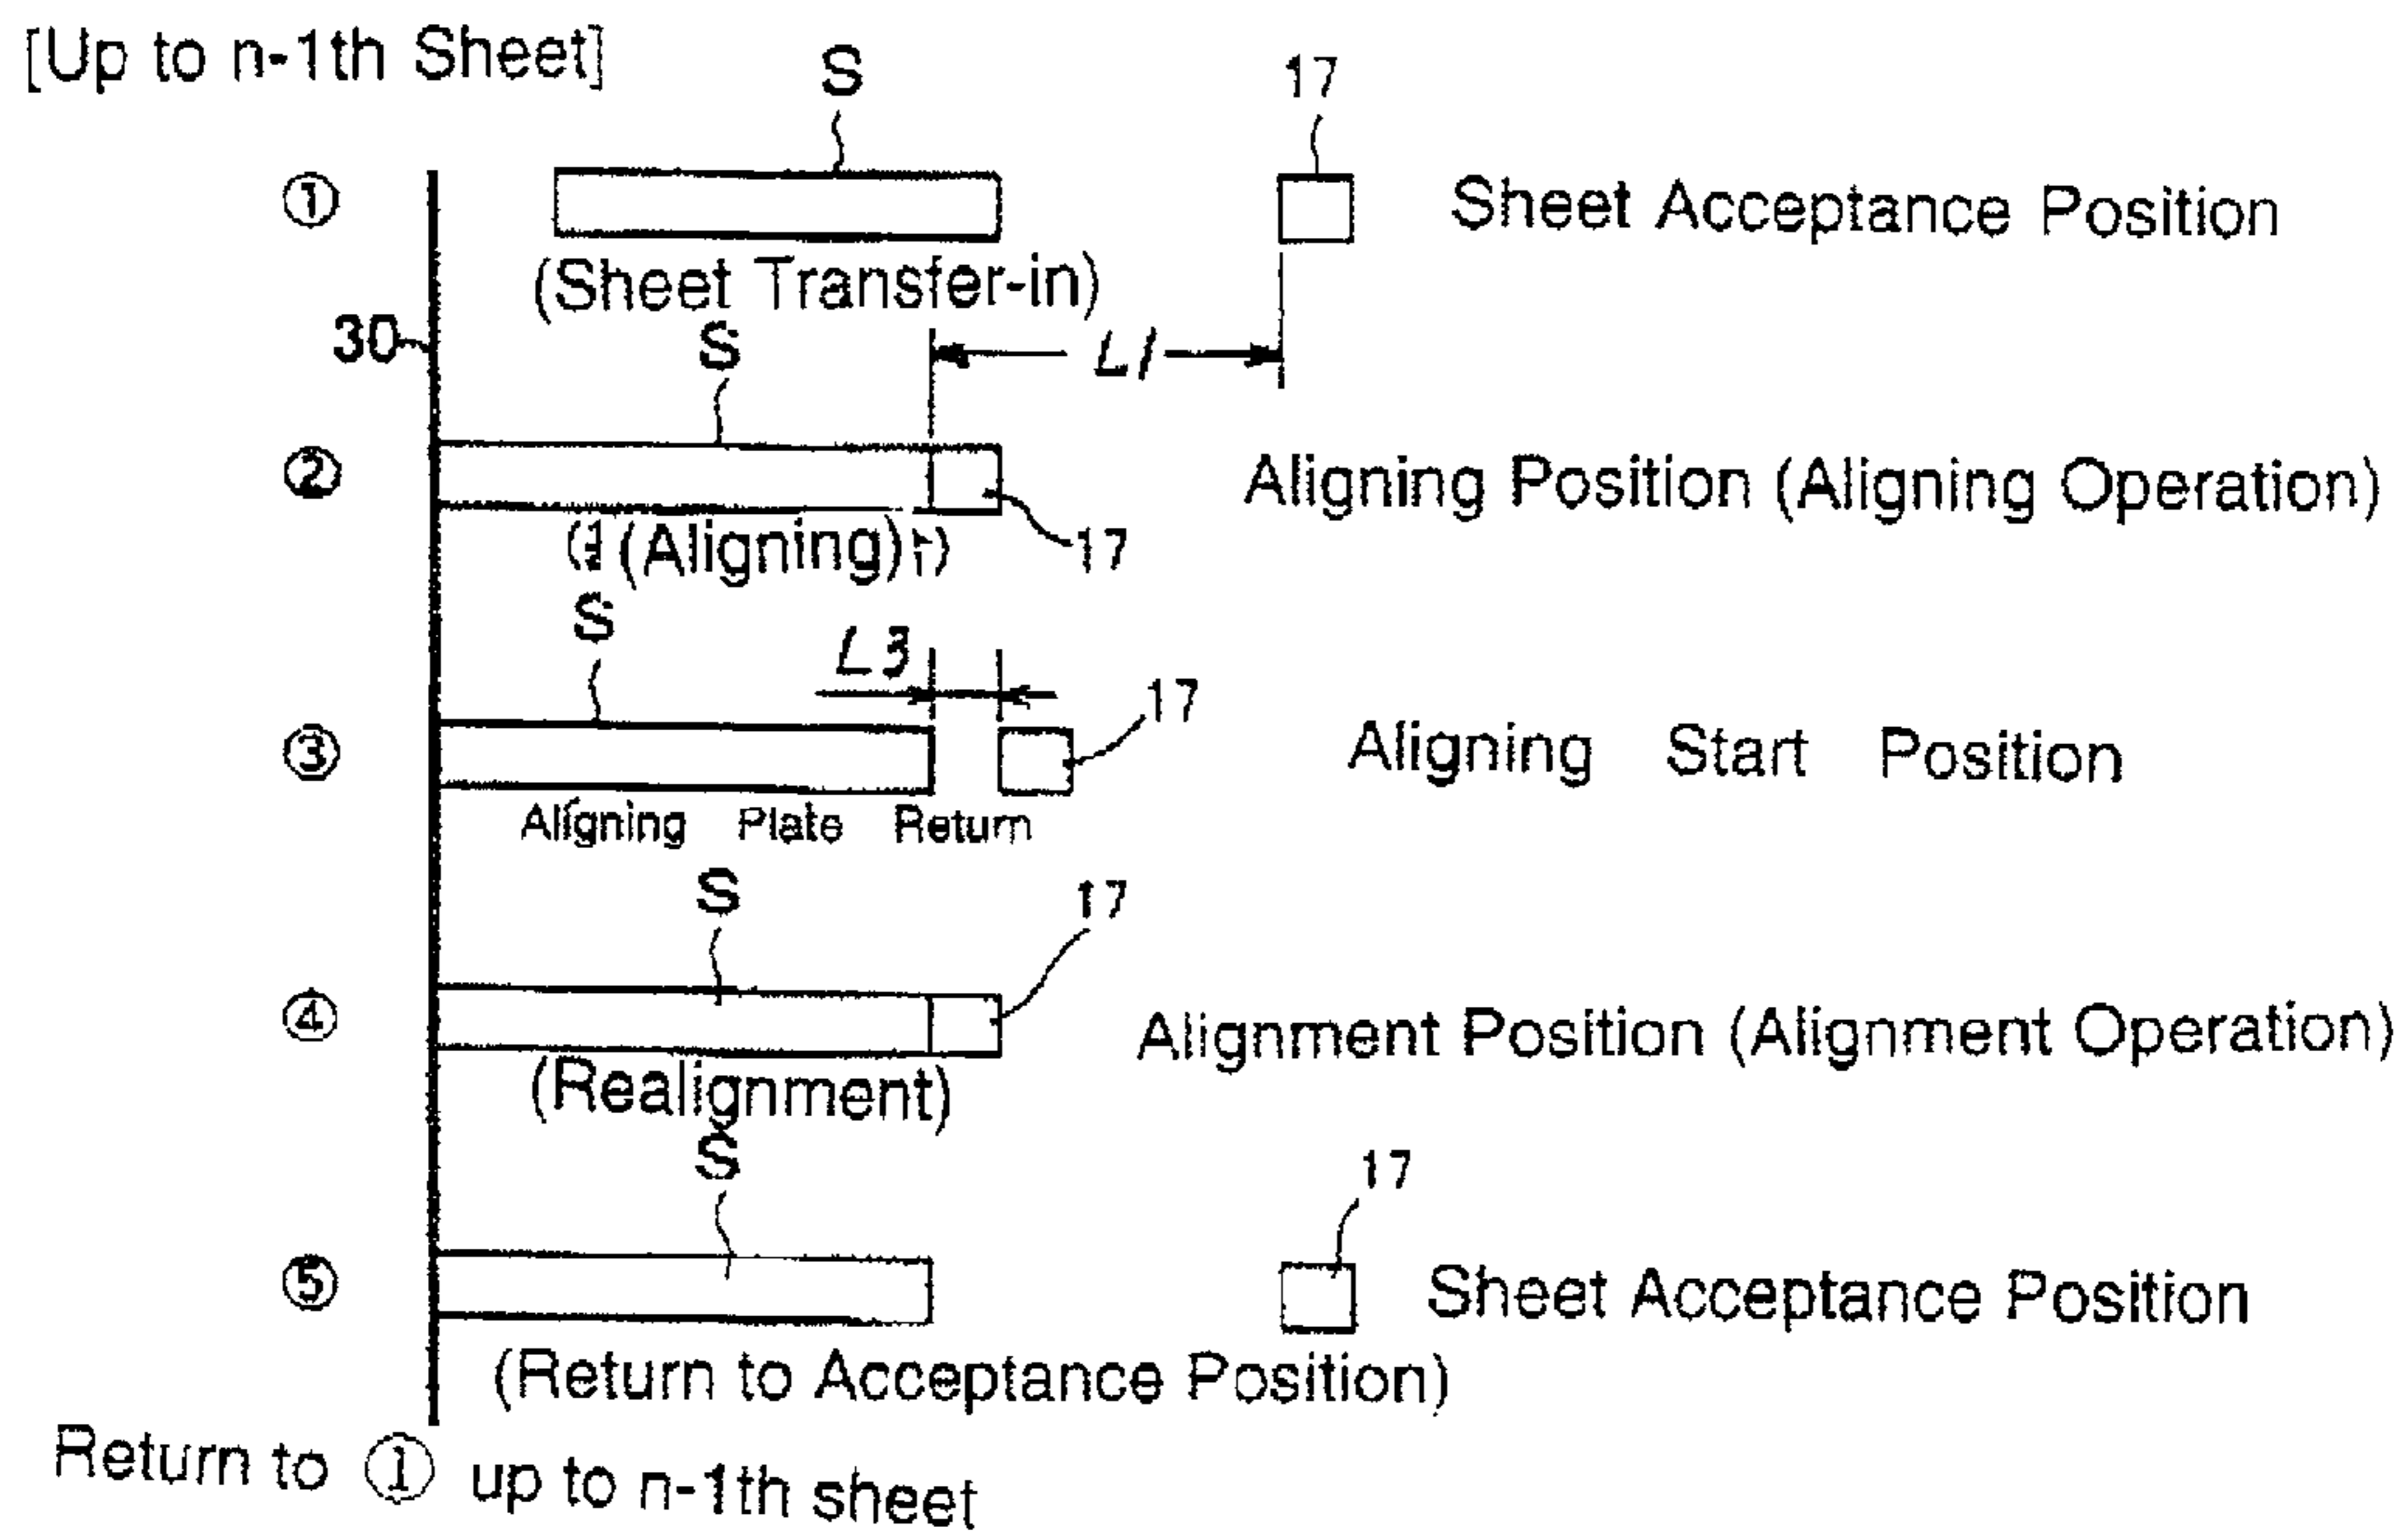 [Up to n-1th Sheet]
S
17
① Sheet Acceptance Position
(Sheet Transfer-in)
30
S
L1
② Aligning Position (Aligning Operation)
(Aligning)
17
S
L3
17
③ Aligning Start Position
Aligning Plate Return
S
17
④ Alignment Position (Alignment Operation)
(Realignment)
S
17
⑤ Sheet Acceptance Position
(Return to Acceptance Position)
Return to ① up to n-1th sheet